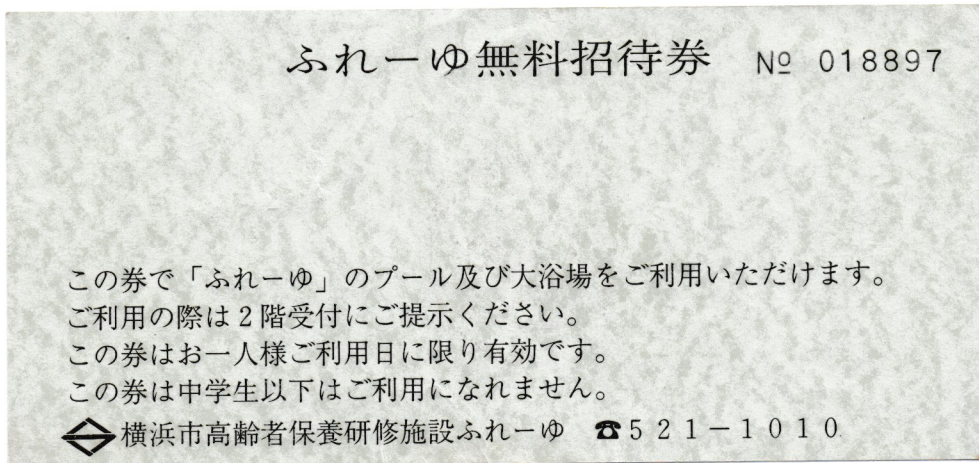 ふれーゆ無料招待券 № 018897
この券で「ふれーゆ」のプール及び大浴場をご利用いただけます。
ご利用の際は2階受付にご提示ください。
この券はお一人様ご利用日に限り有効です。
この券は中学生以下はご利用になれません。
横浜市高齢者保養研修施設ふれーゆ ☎521-1010